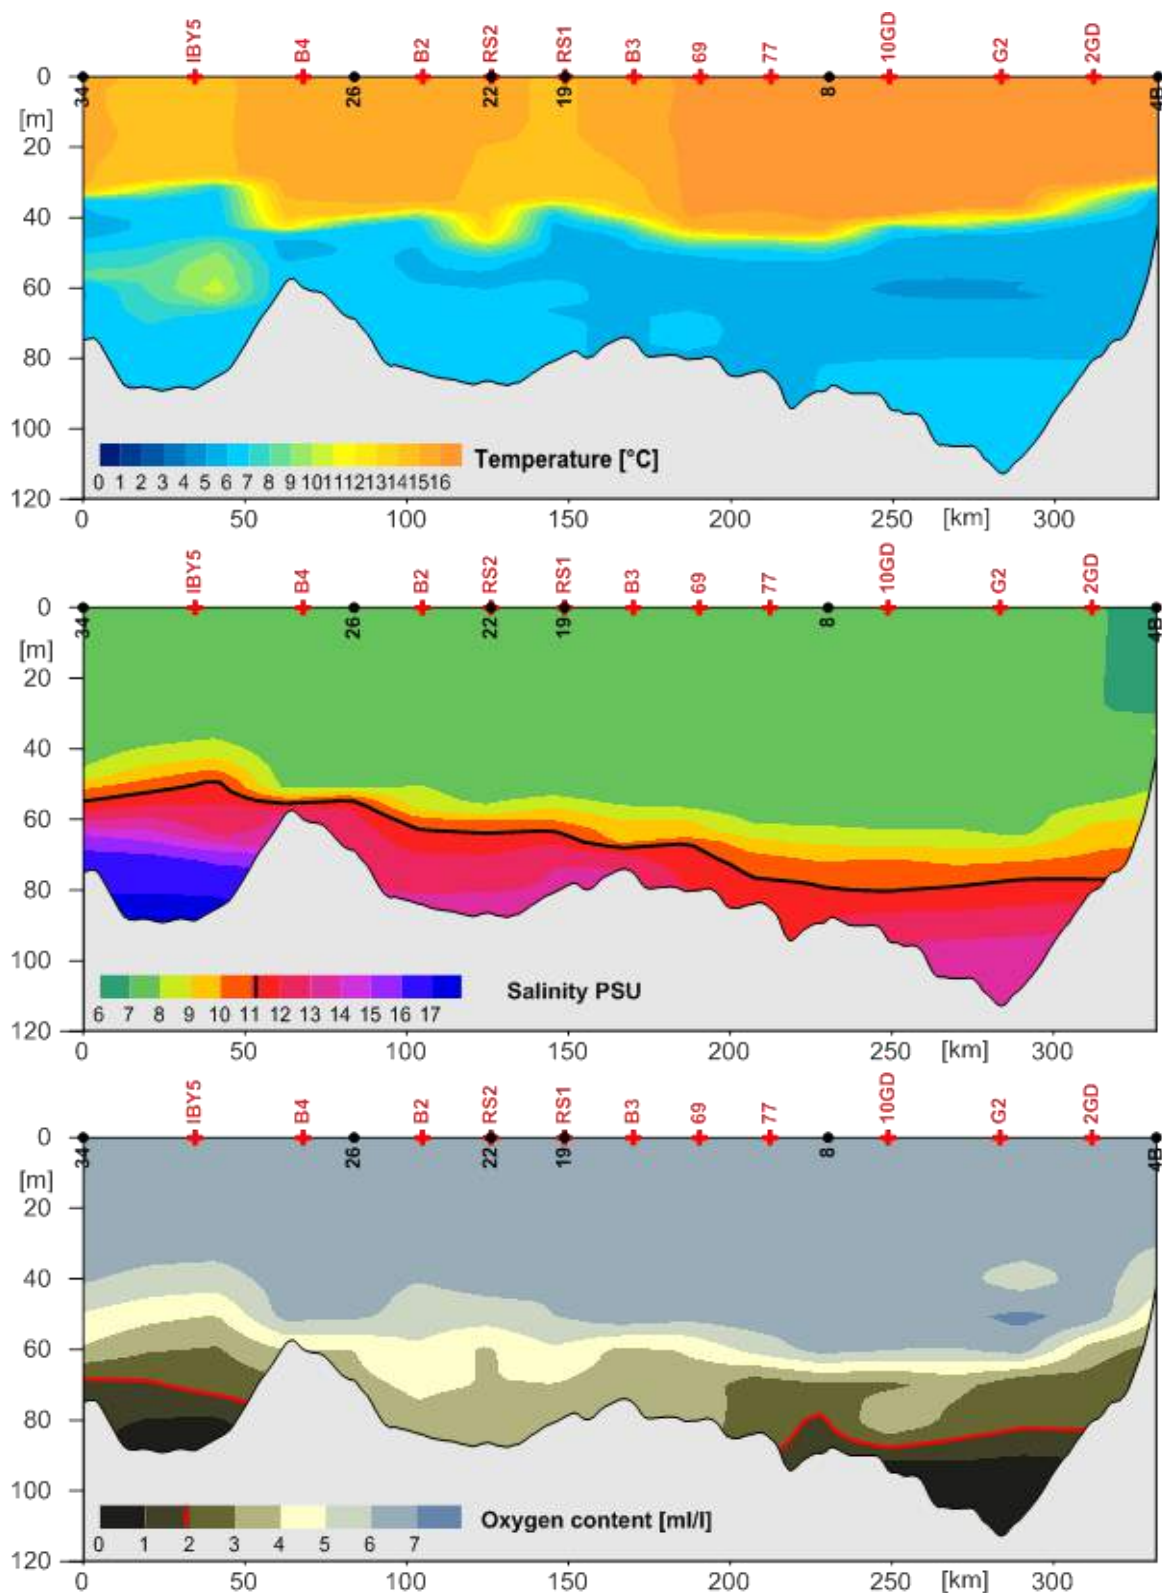 IBY5 B4 B2 RS2 RS1 B3 69 77 10GD G2 2GD
0 34 26 22 19 8 4B
[m]
20
40
60
80
100
120
Temperature [°C]
0 1 2 3 4 5 6 7 8 9 10 11 12 13 14 15 16
0 50 100 150 200 250 [km] 300
IBY5 B4 B2 RS2 RS1 B3 69 77 10GD G2 2GD
0 34 26 22 19 8 4B
[m]
20
40
60
80
100
120
Salinity PSU
6 7 8 9 10 11 12 13 14 15 16 17
0 50 100 150 200 250 [km] 300
IBY5 B4 B2 RS2 RS1 B3 69 77 10GD G2 2GD
0 34 26 22 19 8 4B
[m]
20
40
60
80
100
120
Oxygen content [ml/l]
0 1 2 3 4 5 6 7
0 50 100 150 200 250 [km] 300